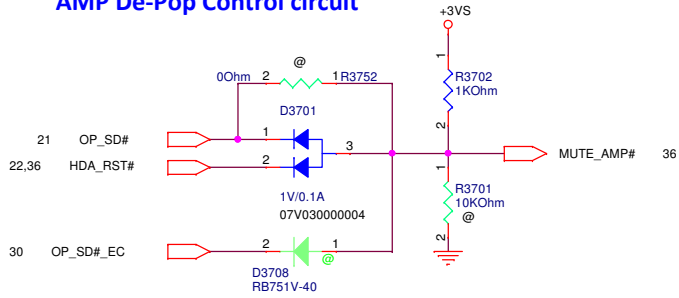 AMP De-Pop Control circuit
+3VS
@
0Ohm 2 1 R3752
1
R3702
1KOhm
2
D3701
21 OP_SD# 1
3
22,36 HDA_RST# 2
MUTE_AMP# 36
1V/0.1A
07V030000004
1
R3701
10KOhm
@
2
30 OP_SD#_EC 2 1
@
D3708
RB751V-40